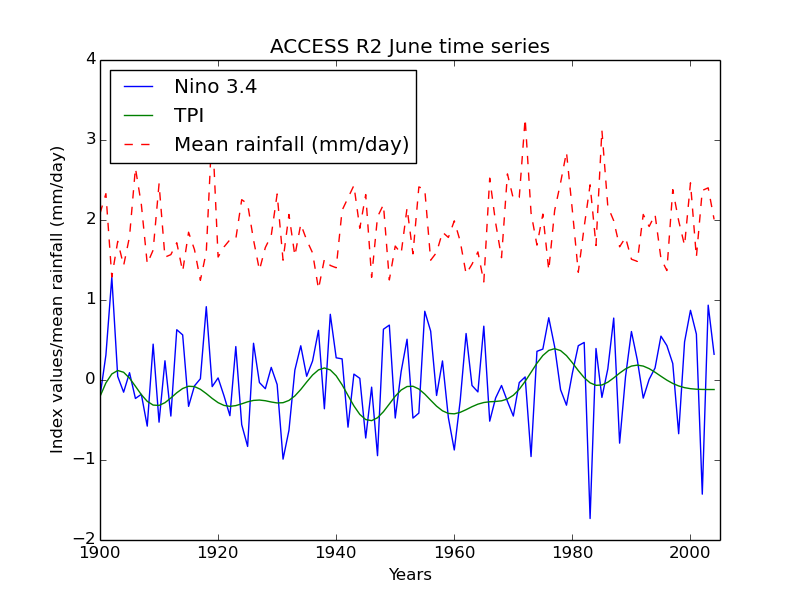 ACCESS R2 June time series
Nino 3.4
TPI
Mean rainfall (mm/day)
Index values/mean rainfall (mm/day)
4
3
2
1
0
−1
−2
1900 1920 1940 1960 1980 2000
Years